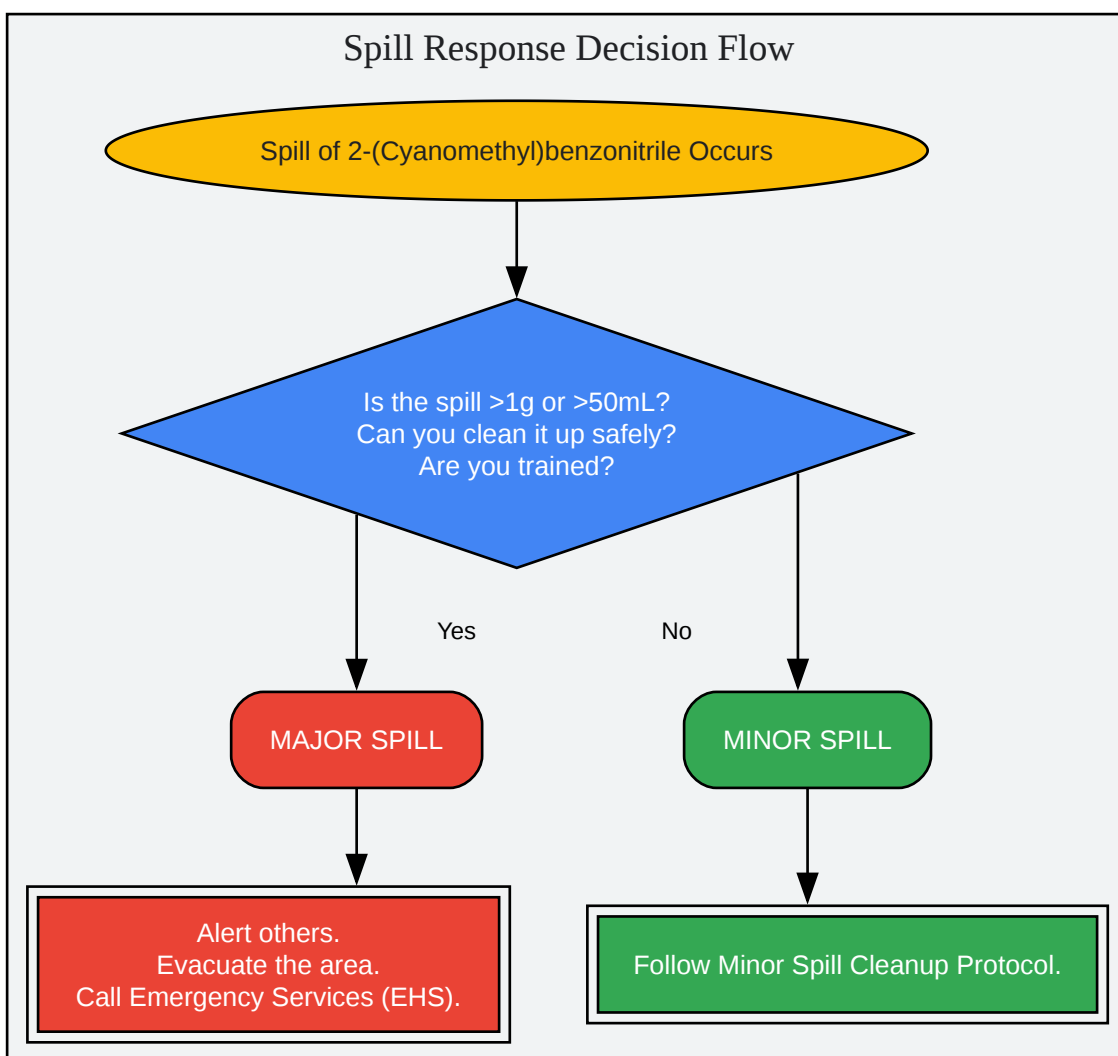 Spill Response Decision Flow
Spill of 2-(Cyanomethyl)benzonitrile Occurs
Is the spill >1g or >50mL?
Can you clean it up safely?
Are you trained?
Yes
No
MAJOR SPILL
MINOR SPILL
Alert others.
Evacuate the area.
Call Emergency Services (EHS).
Follow Minor Spill Cleanup Protocol.